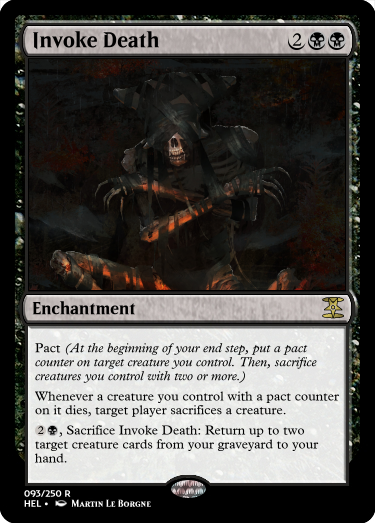 Invoke Death 2
Enchantment
Pact (At the beginning of your end step, put a pact
counter on target creature you control. Then, sacrifice
creatures you control with two or more.)
Whenever a creature you control with a pact counter
on it dies, target player sacrifices a creature.
2, Sacrifice Invoke Death: Return up to two
target creature cards from your graveyard to your
hand.
093/250 R
HEL • Martin Le Borgne